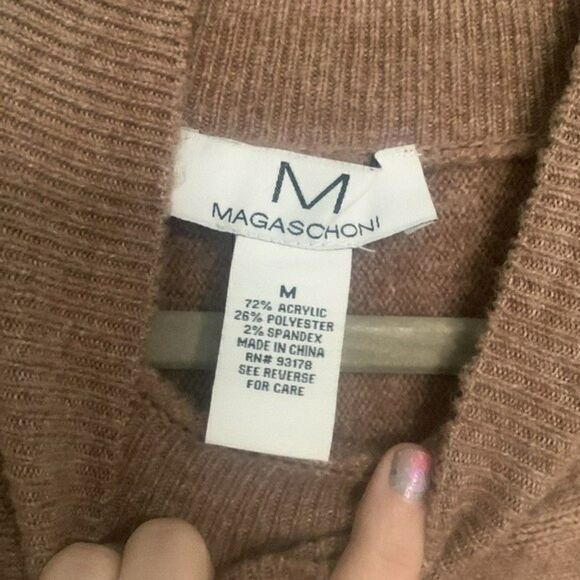 M
MAGASCHONI
M
72% ACRYLIC
26% POLYESTER
2% SPANDEX
MADE IN CHINA
RN# 93178
SEE REVERSE
FOR CARE